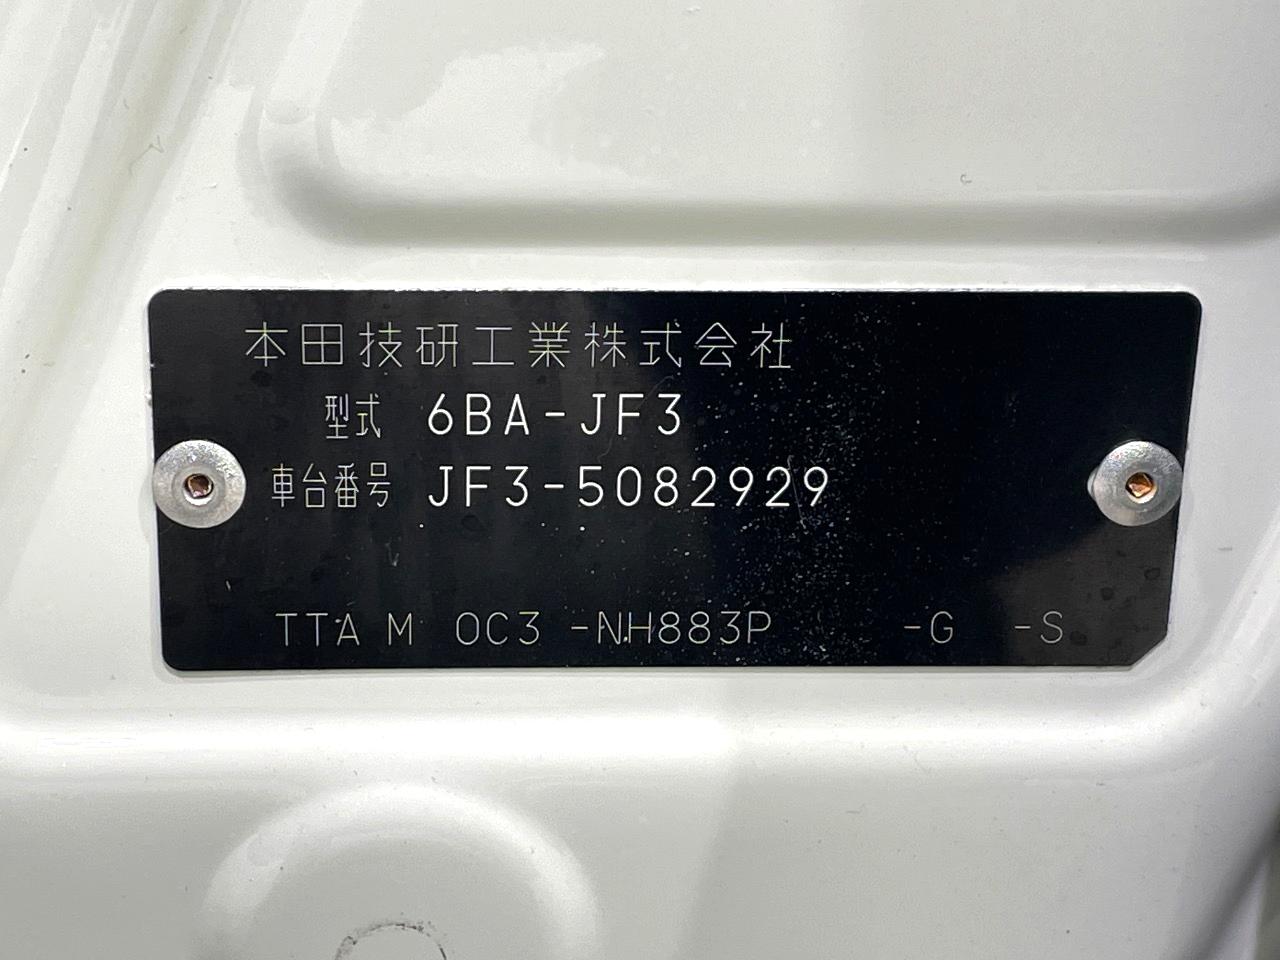 本田技研工業株式会社
型式 6BA-JF3
車台番号 JF3-5082929
TTA M 0C3 -NH883P -G -S